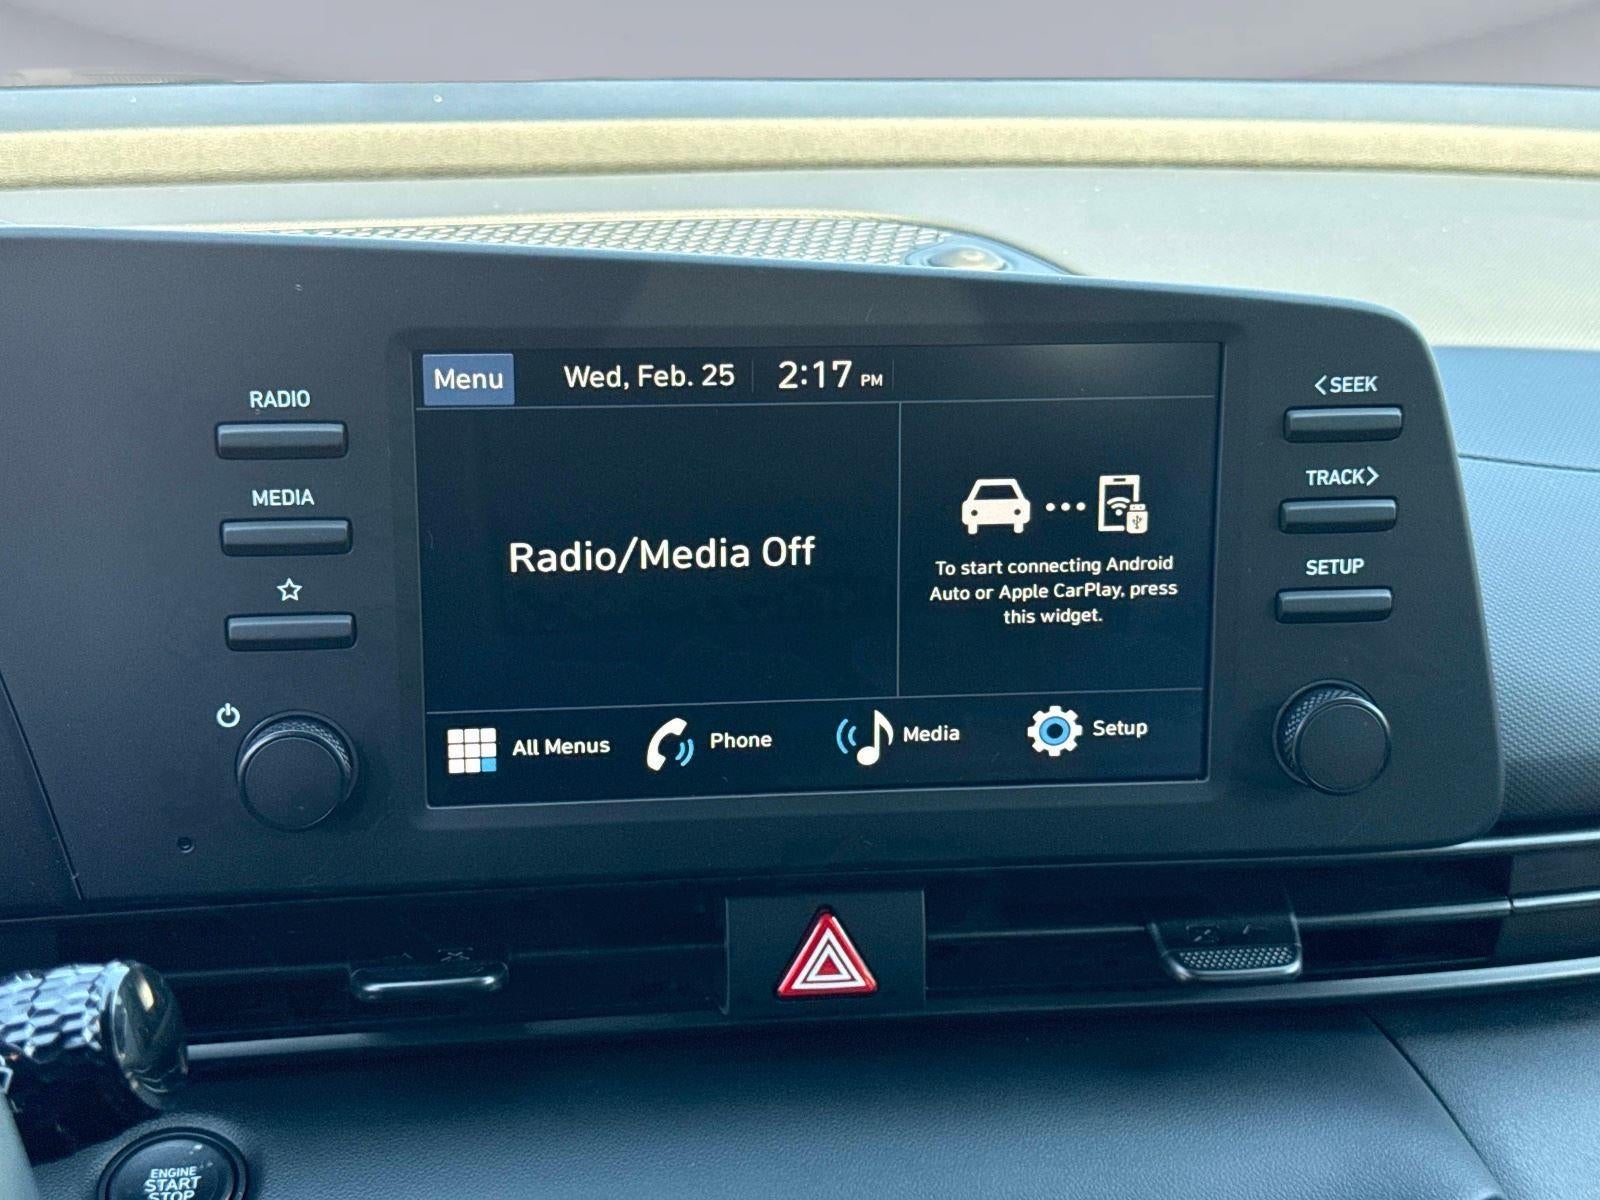 Menu
Wed, Feb. 25
2:17 PM
RADIO
MEDIA
<SEEK
TRACK>
SETUP
Radio/Media Off
To start connecting Android
Auto or Apple CarPlay, press
this widget.
All Menus
Phone
Media
Setup
ENGINE
START
STOP